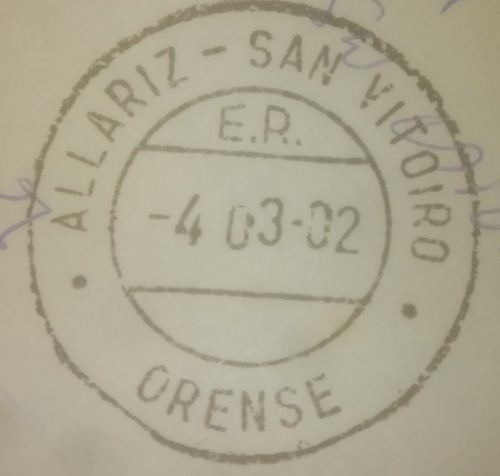 ALLARIZ - SAN VITOIRO
E.R.
-4 03-02
ORENSE